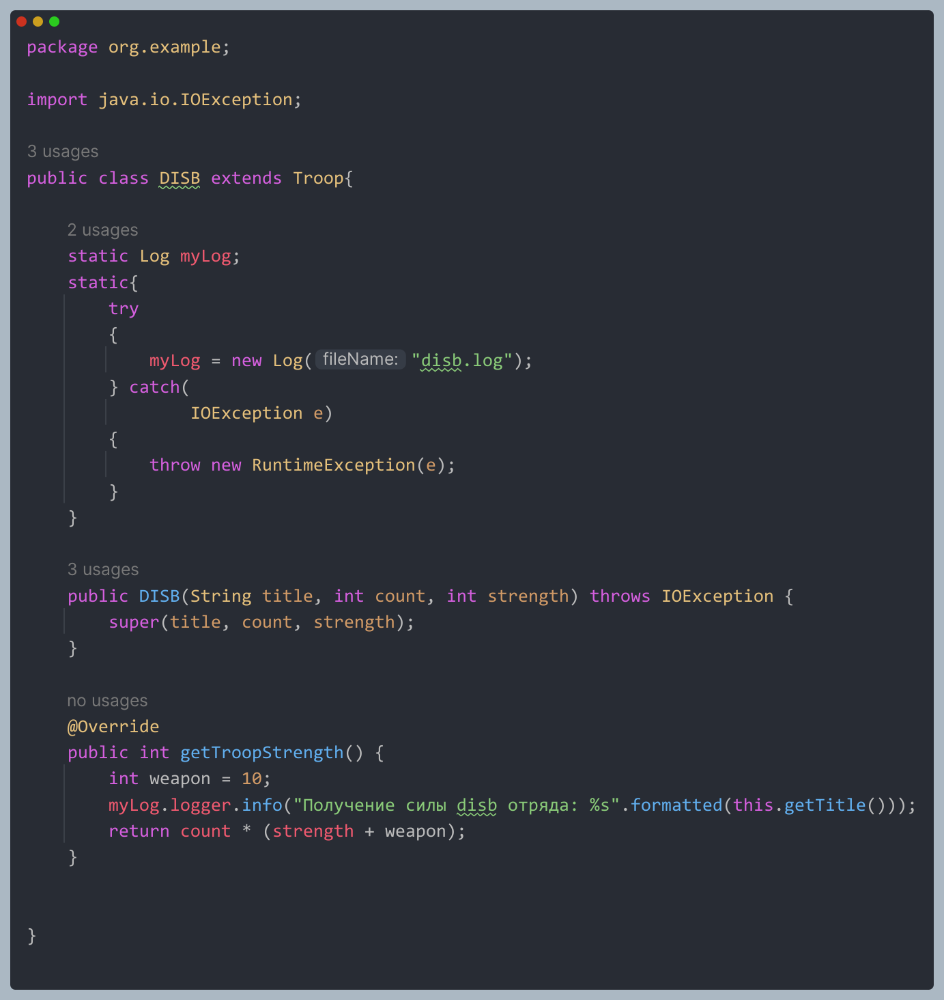 package org.example;
import java.io.IOException;
3 usages
public class DISB extends Troop{
2 usages
static Log myLog;
static{
try
{
myLog = new Log( fileName: "disb.log");
} catch(
IOException e)
{
throw new RuntimeException(e);
}
}
3 usages
public DISB(String title, int count, int strength) throws IOException {
super(title, count, strength);
}
no usages
@Override
public int getTroopStrength() {
int weapon = 10;
myLog.logger.info("Получение силы disb отряда: %s".formatted(this.getTitle()));
return count * (strength + weapon);
}
}